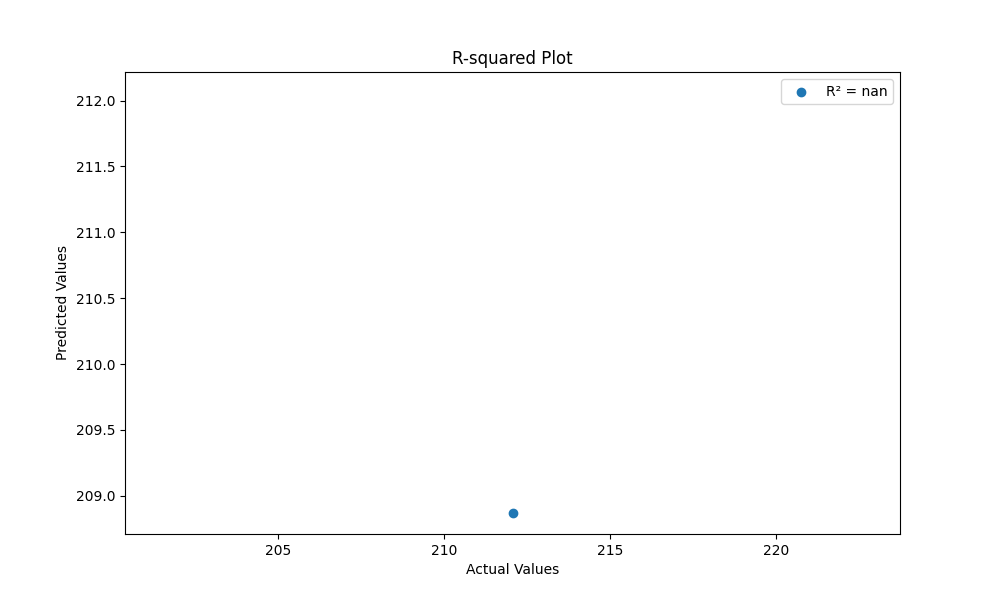 R-squared Plot
R² = nan
212.0
211.5
211.0
210.5
210.0
209.5
209.0
Predicted Values
205 210 215 220
Actual Values